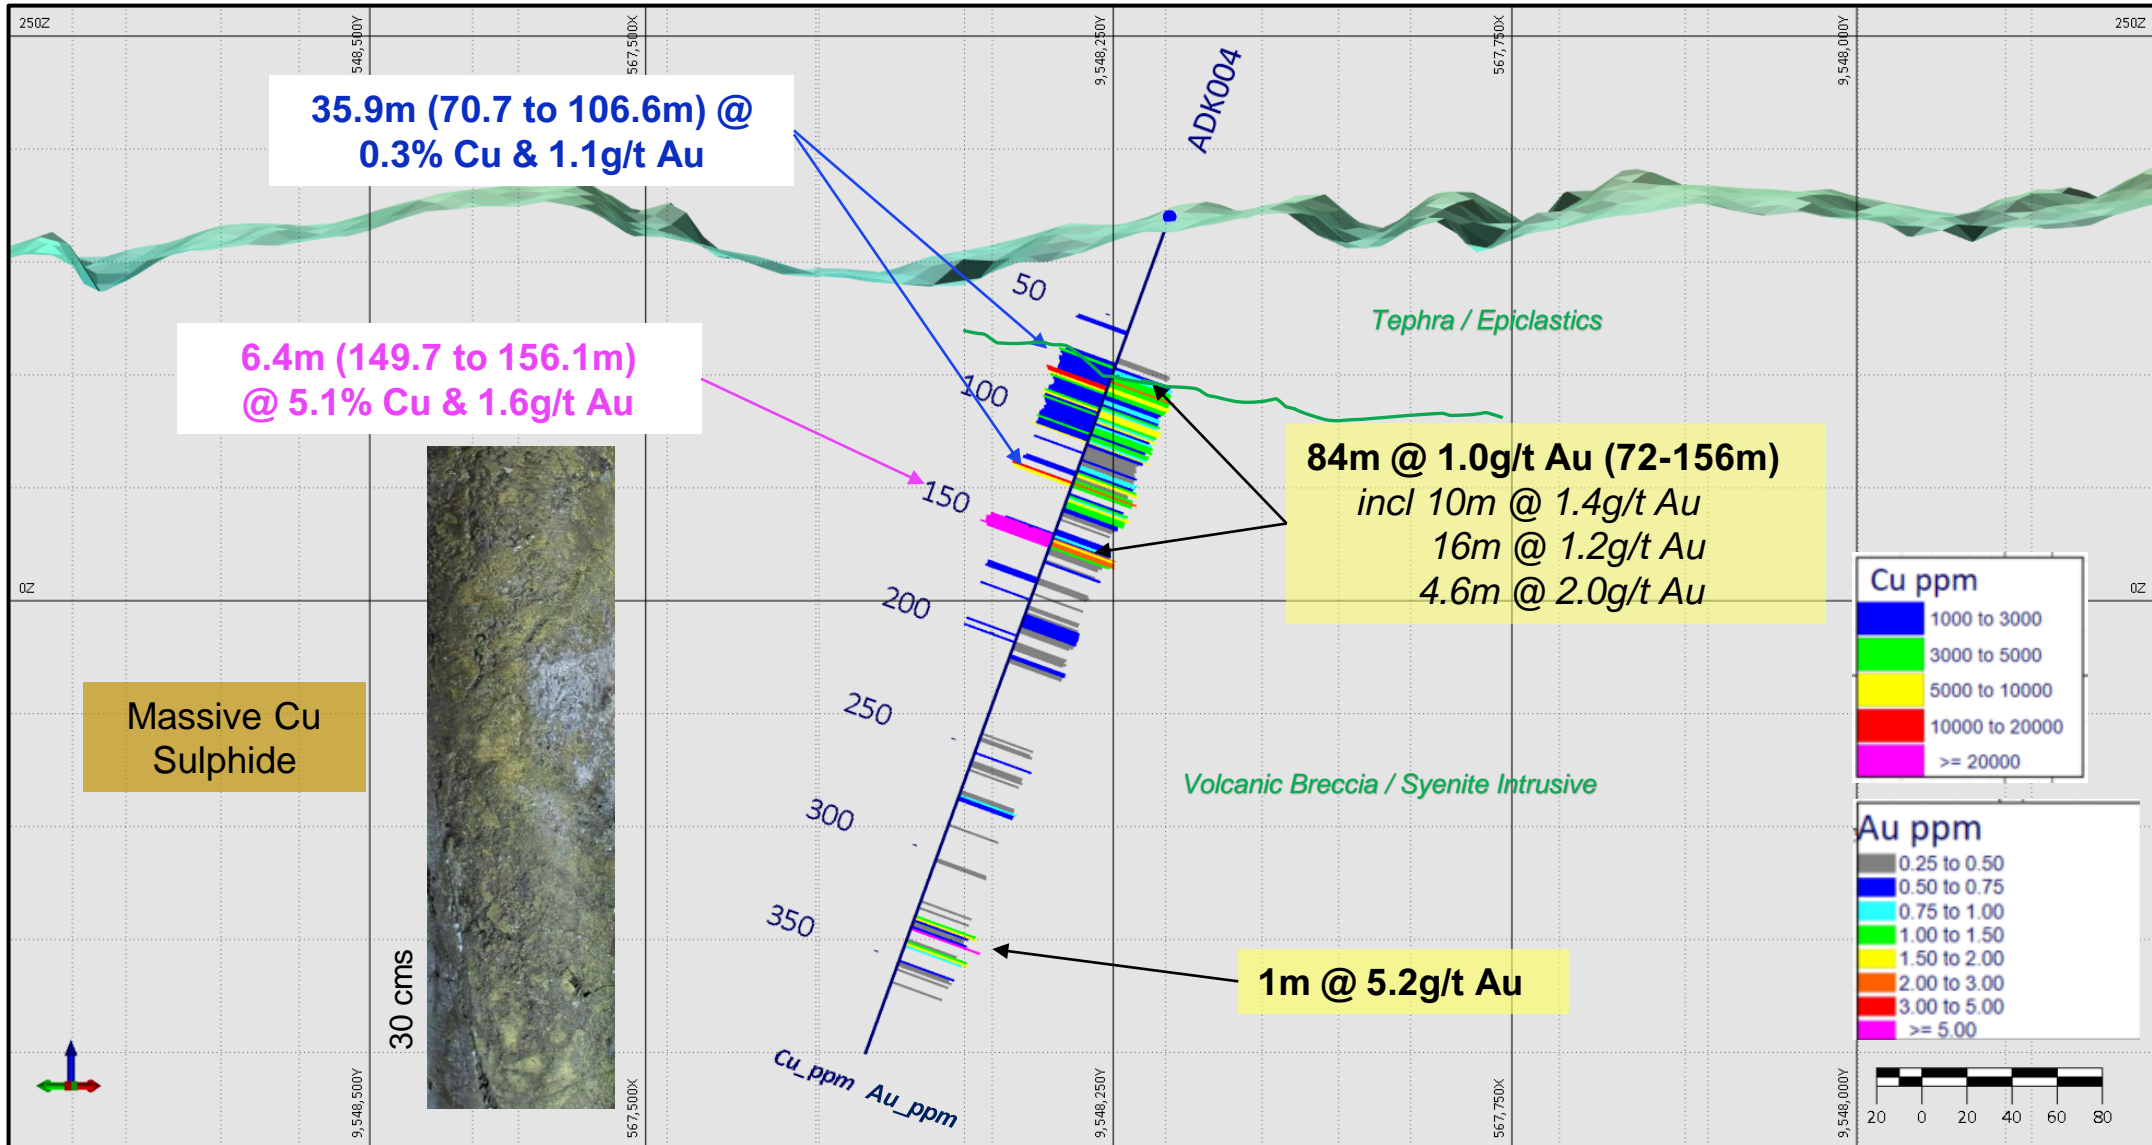 250Z
250Z
9,548,500Y
567,500X
9,548,250Y
567,750X
9,548,000Y
ADK004
35.9m (70.7 to 106.6m) @
0.3% Cu & 1.1g/t Au
50
Tephra / Epiclastics
6.4m (149.7 to 156.1m)
@ 5.1% Cu & 1.6g/t Au
100
84m @ 1.0g/t Au (72-156m)
incl 10m @ 1.4g/t Au
16m @ 1.2g/t Au
4.6m @ 2.0g/t Au
150
0Z
0Z
200
Cu ppm
1000 to 3000
3000 to 5000
5000 to 10000
10000 to 20000
>= 20000
Massive Cu
Sulphide
250
Volcanic Breccia / Syenite Intrusive
300
Au ppm
0.25 to 0.50
0.50 to 0.75
0.75 to 1.00
1.00 to 1.50
1.50 to 2.00
2.00 to 3.00
3.00 to 5.00
>= 5.00
350
30 cms
1m @ 5.2g/t Au
Cu_ppm Au_ppm
9,548,500Y
567,500X
9,548,250Y
567,750X
9,548,000Y
20 0 20 40 60 80